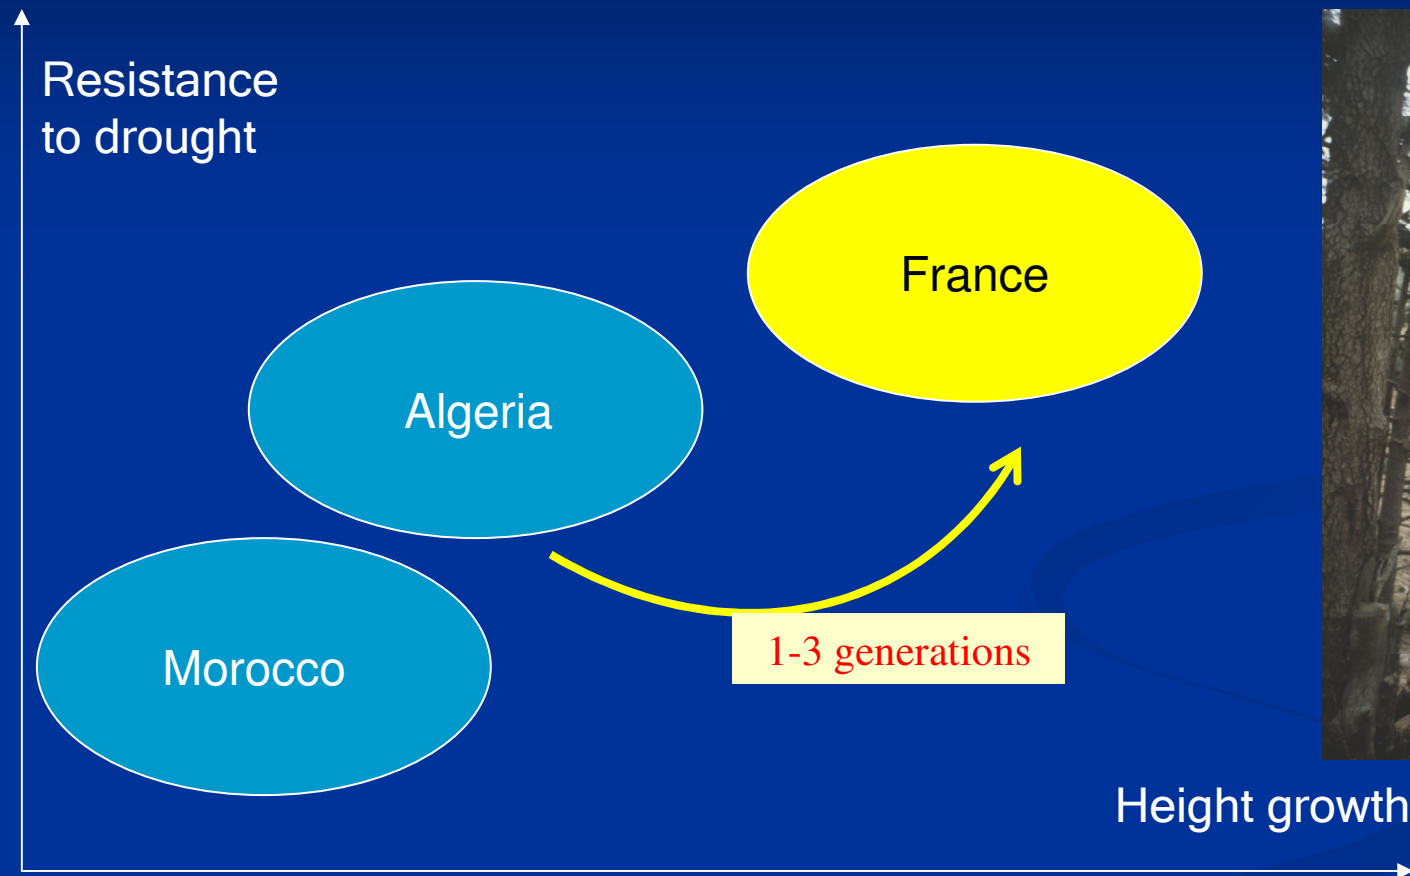 Resistance
to drought
France
Algeria
1-3 generations
Morocco
Height growth